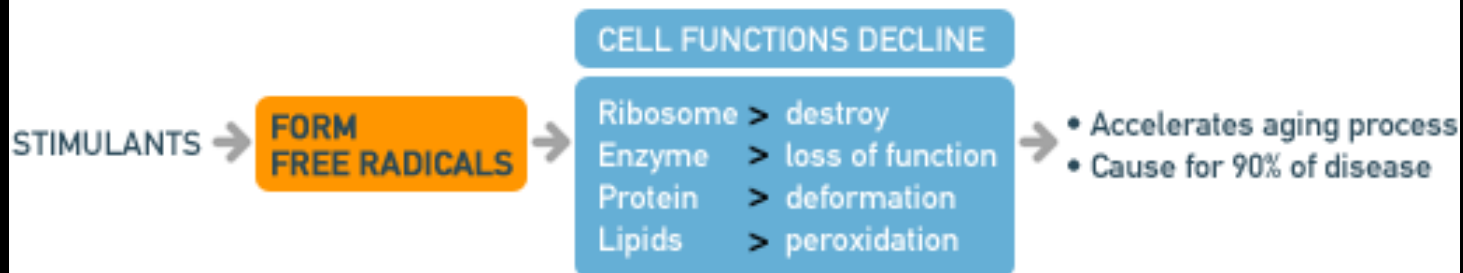 STIMULANTS
FORM
FREE RADICALS
CELL FUNCTIONS DECLINE
Ribosome > destroy
Enzyme > loss of function
Protein > deformation
Lipids > peroxidation
• Accelerates aging process
• Cause for 90% of disease